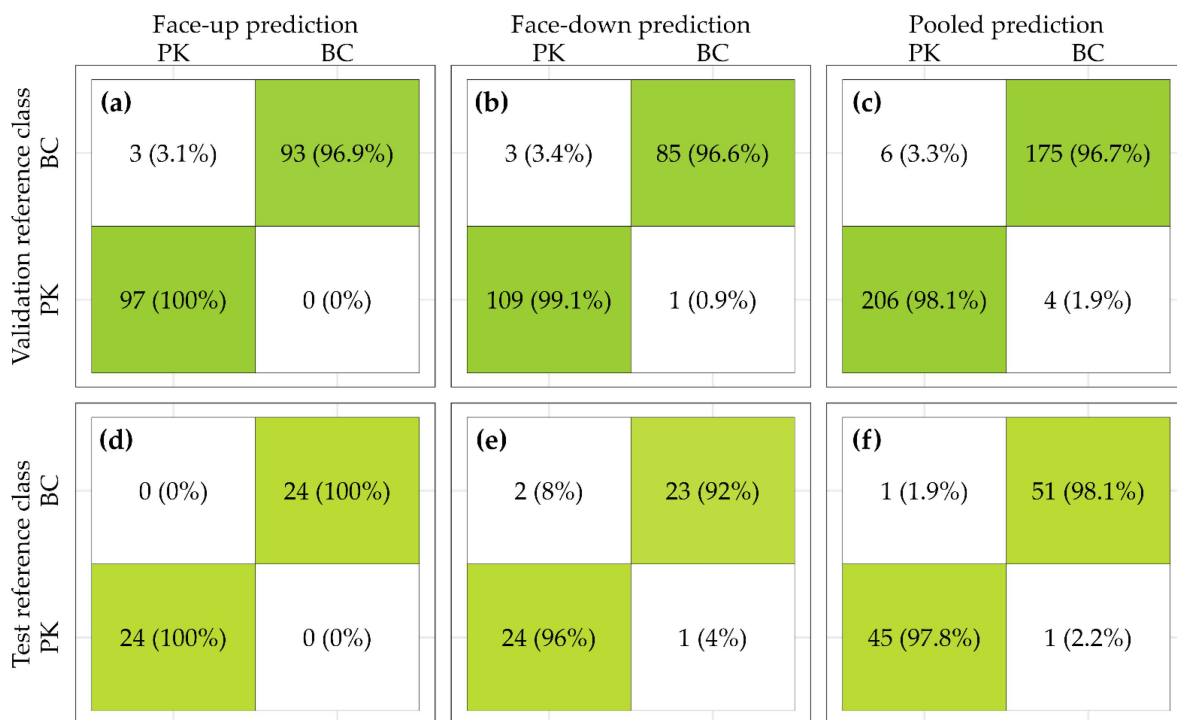 Face-up prediction Face-down prediction Pooled prediction
PK BC PK BC PK BC
Validation reference class
BC
PK
(a) (b) (c)
3 (3.1%) 93 (96.9%) 3 (3.4%) 85 (96.6%) 6 (3.3%) 175 (96.7%)
97 (100%) 0 (0%) 109 (99.1%) 1 (0.9%) 206 (98.1%) 4 (1.9%)
Test reference class
BC
PK
(d) (e) (f)
0 (0%) 24 (100%) 2 (8%) 23 (92%) 1 (1.9%) 51 (98.1%)
24 (100%) 0 (0%) 24 (96%) 1 (4%) 45 (97.8%) 1 (2.2%)